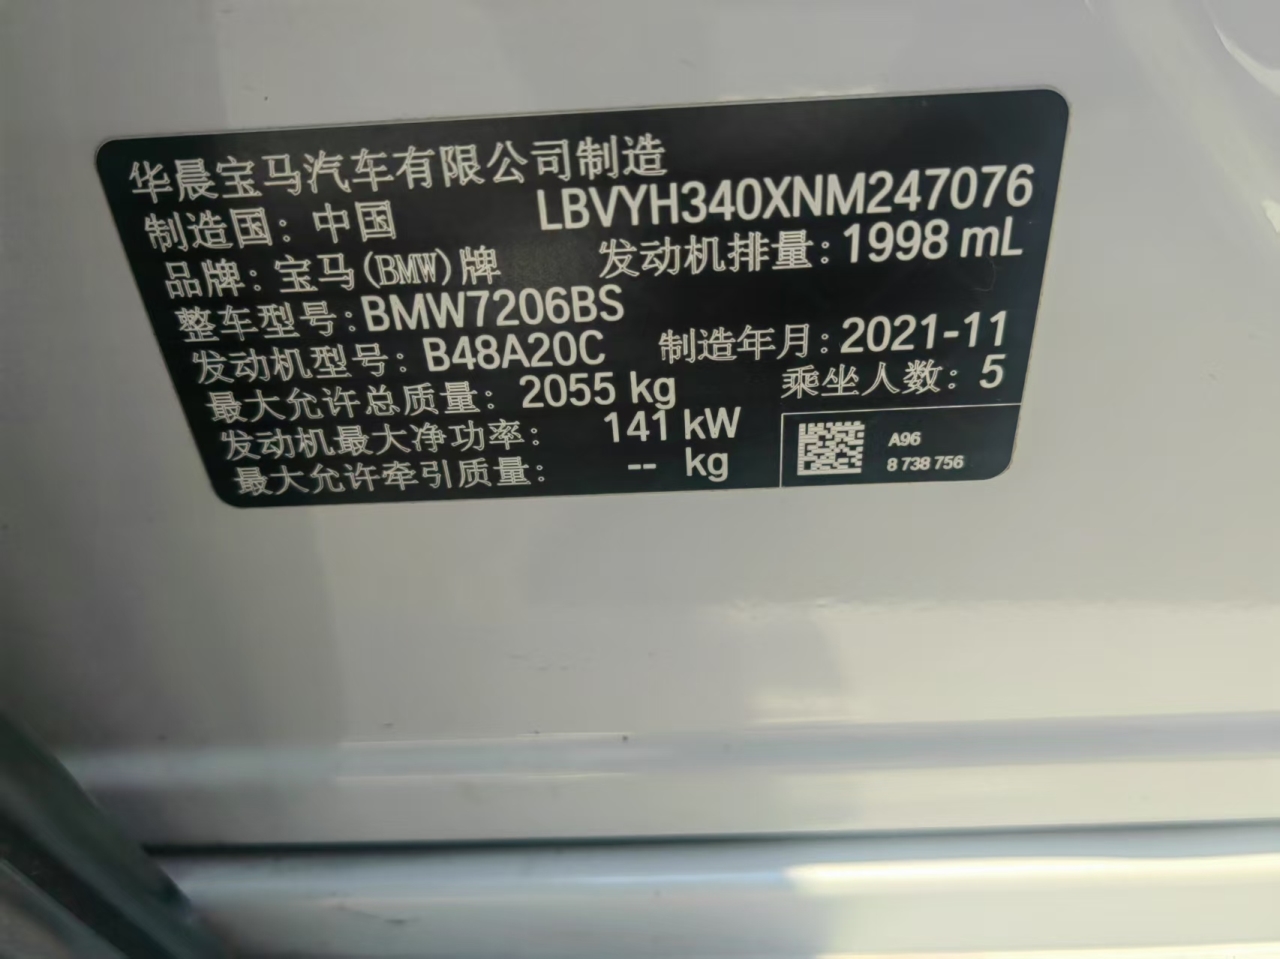 华晨宝马汽车有限公司制造
制造国：中国 LBVYH340XNM247076
品牌：宝马(BMW)牌 发动机排量：1998 mL
整车型号：BMW7206BS
发动机型号：B48A20C 制造年月：2021-11
最大允许总质量：2055 kg 乘坐人数：5
发动机最大净功率：141 kW
最大允许牵引质量：-- kg
A96
8 738 756